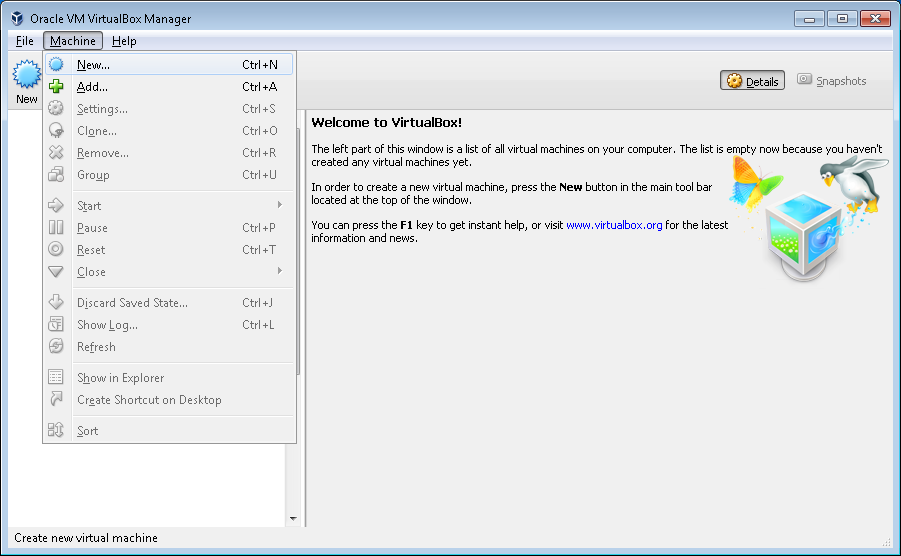 Oracle VM VirtualBox Manager
File Machine Help
New
New... Ctrl+N
Add... Ctrl+A
Settings... Ctrl+S
Clone... Ctrl+O
Remove... Ctrl+R
Group Ctrl+U
Start
Pause Ctrl+P
Reset Ctrl+T
Close
Discard Saved State... Ctrl+J
Show Log... Ctrl+L
Refresh
Show in Explorer
Create Shortcut on Desktop
Sort
Details Snapshots
Welcome to VirtualBox!
The left part of this window is a list of all virtual machines on your computer. The list is empty now because you haven't
created any virtual machines yet.
In order to create a new virtual machine, press the New button in the main tool bar
located at the top of the window.
You can press the F1 key to get instant help, or visit www.virtualbox.org for the latest
information and news.
Create new virtual machine